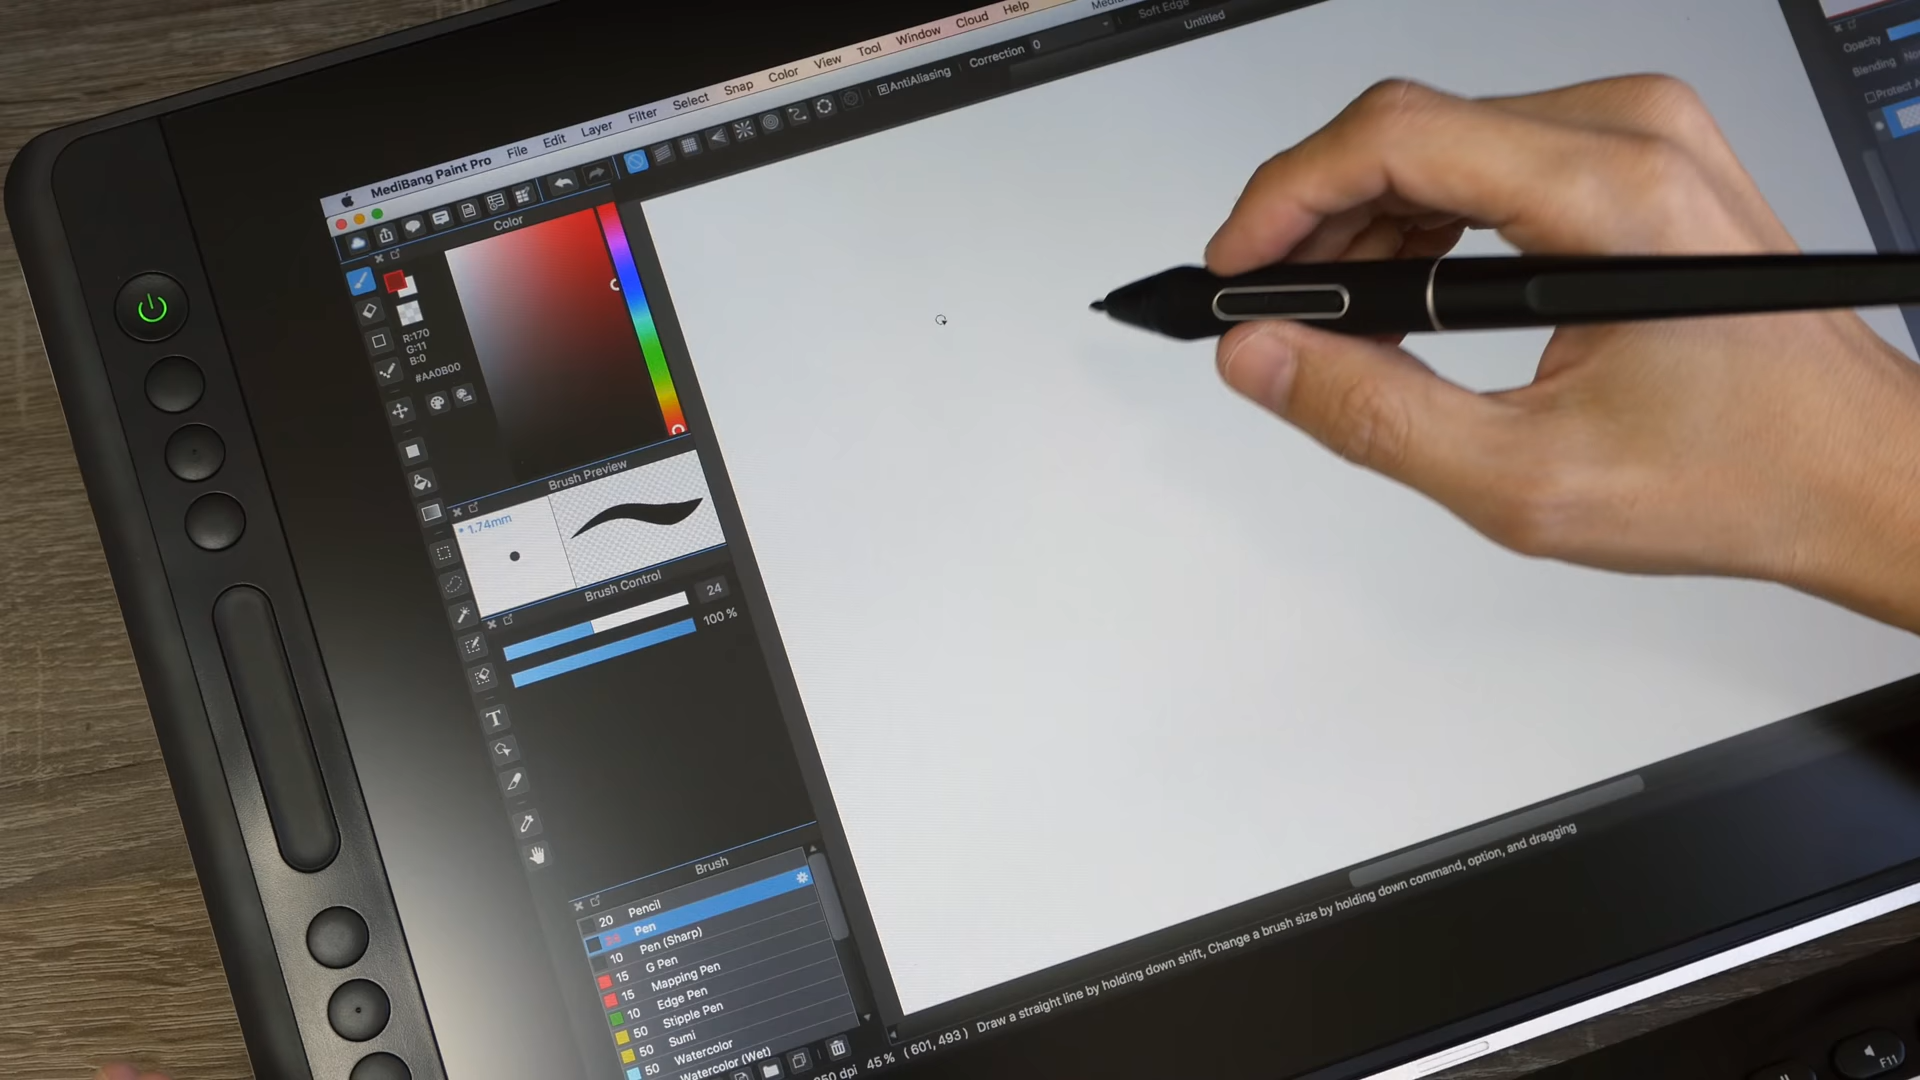 MediBang Paint Pro File Edit Layer Filter Select Snap Color View Tool Window Cloud Help
AntiAliasing Correction 0 Soft Edge
Untitled
Color
R:170
G:11
B:0
#AA0B00
Brush Preview
* 1.74mm
Brush Control
24
100 %
Brush
20 Pencil
Pen
10 Pen (Sharp)
15 G Pen
15 Mapping Pen
10 Edge Pen
50 Stipple Pen
50 Sumi
50 Watercolor
Watercolor (Wet)
dpi 45 % ( 601, 493 ) Draw a straight line by holding down shift, Change a brush size by holding down command, option, and dragging
Opacity
Blending
Protect
F11